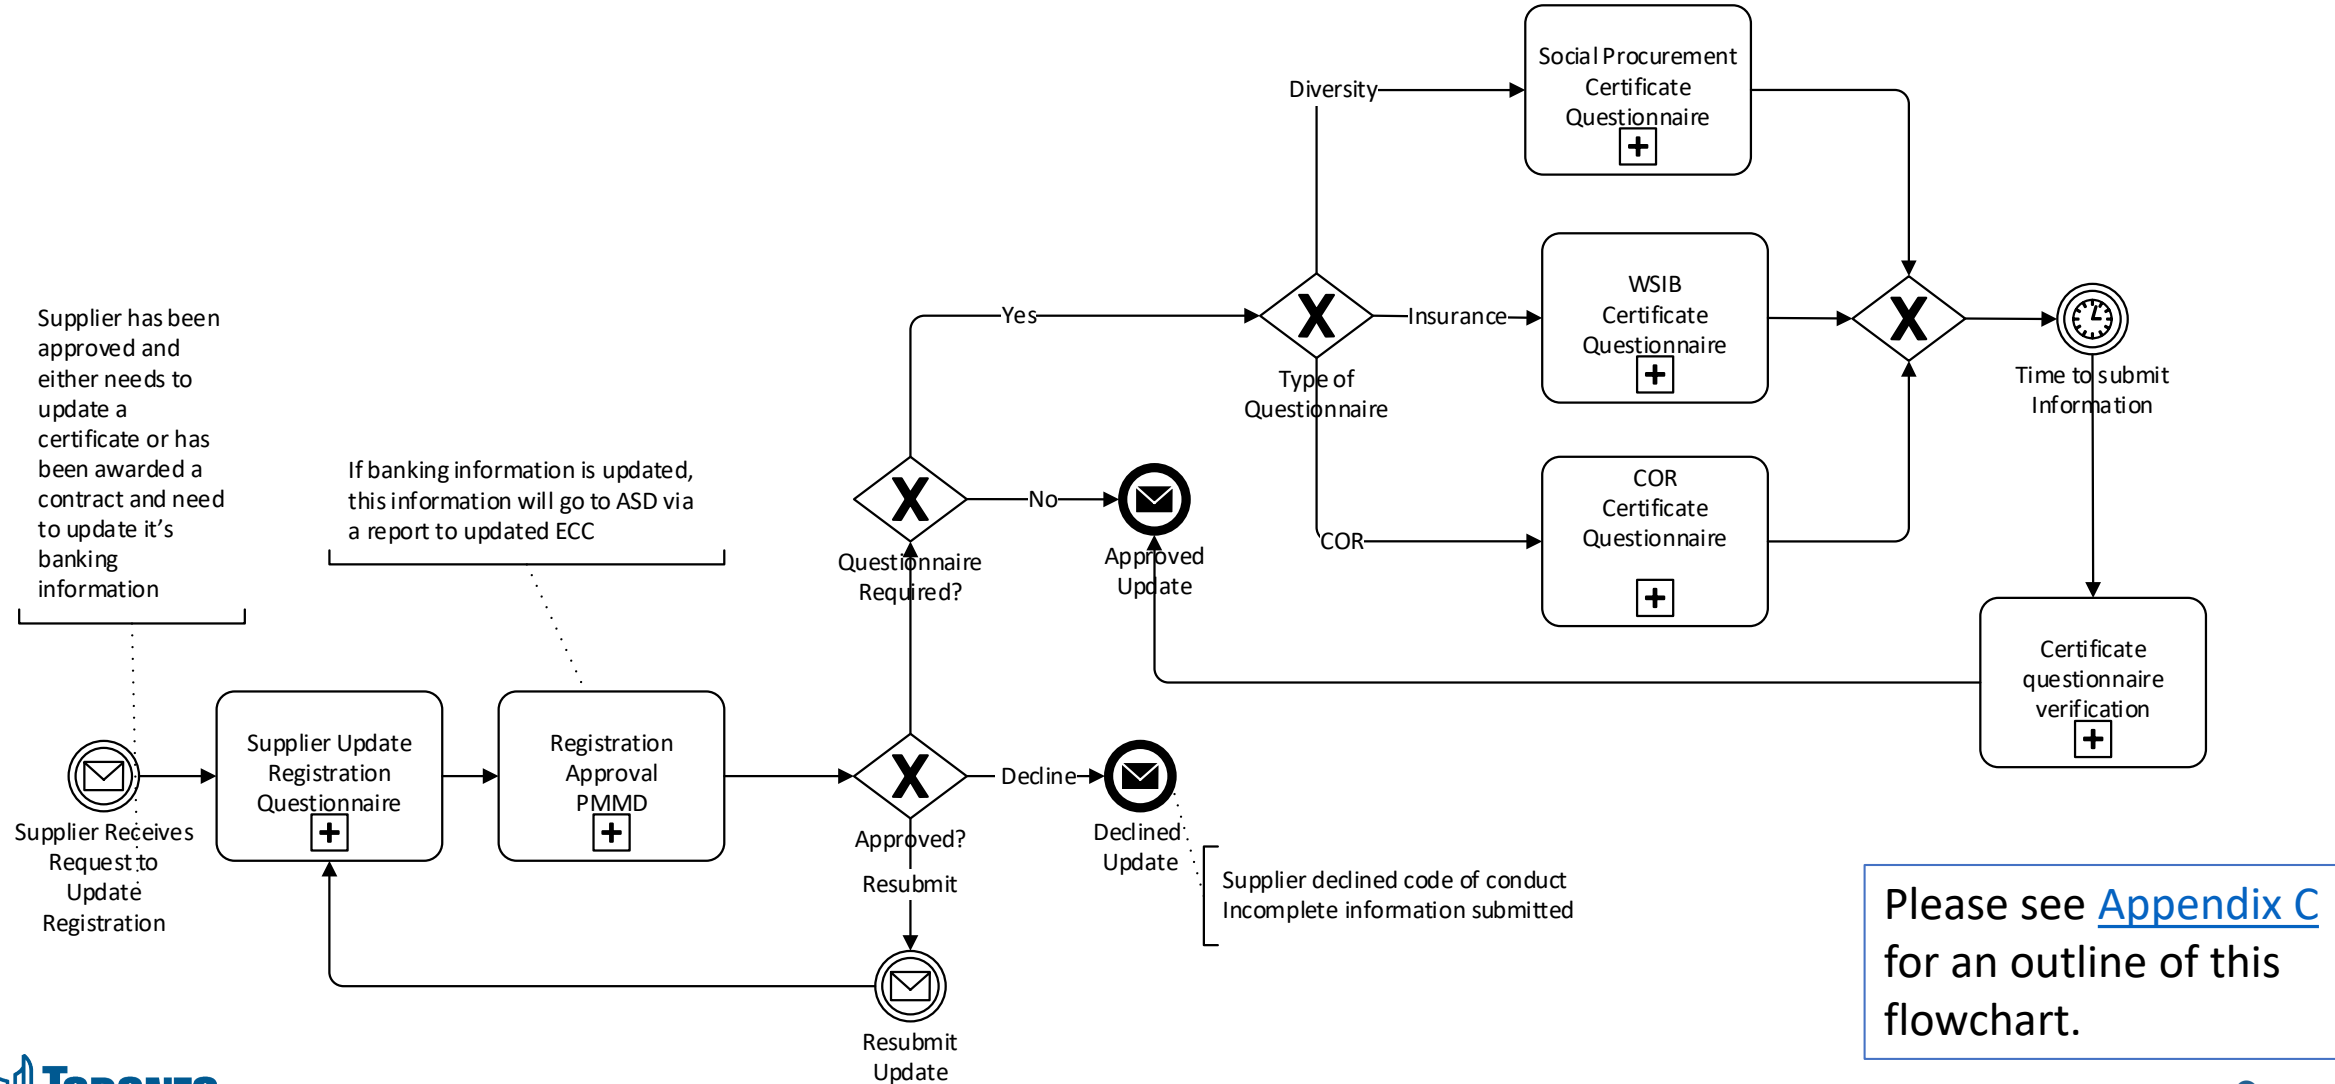 Social Procurement
Certificate
Questionnaire
Diversity
WSIB
Certificate
Questionnaire
Insurance
Yes
Type of
Questionnaire
Time to submit
Information
Supplier has been
approved and
either needs to
update a
certificate or has
been awarded a
contract and need
to update it's
banking
information
If banking information is updated,
this information will go to ASD via
a report to updated ECC
No
Questionnaire
Required?
Approved
Update
COR
COR
Certificate
Questionnaire
Certificate
questionnaire
verification
Supplier Receives
Request to
Update
Registration
Supplier Update
Registration
Questionnaire
Registration
Approval
PMMD
Approved?
Decline
Declined
Update
Supplier declined code of conduct
Incomplete information submitted
Resubmit
Resubmit
Update
Please see Appendix C
for an outline of this
flowchart.
TORONTO